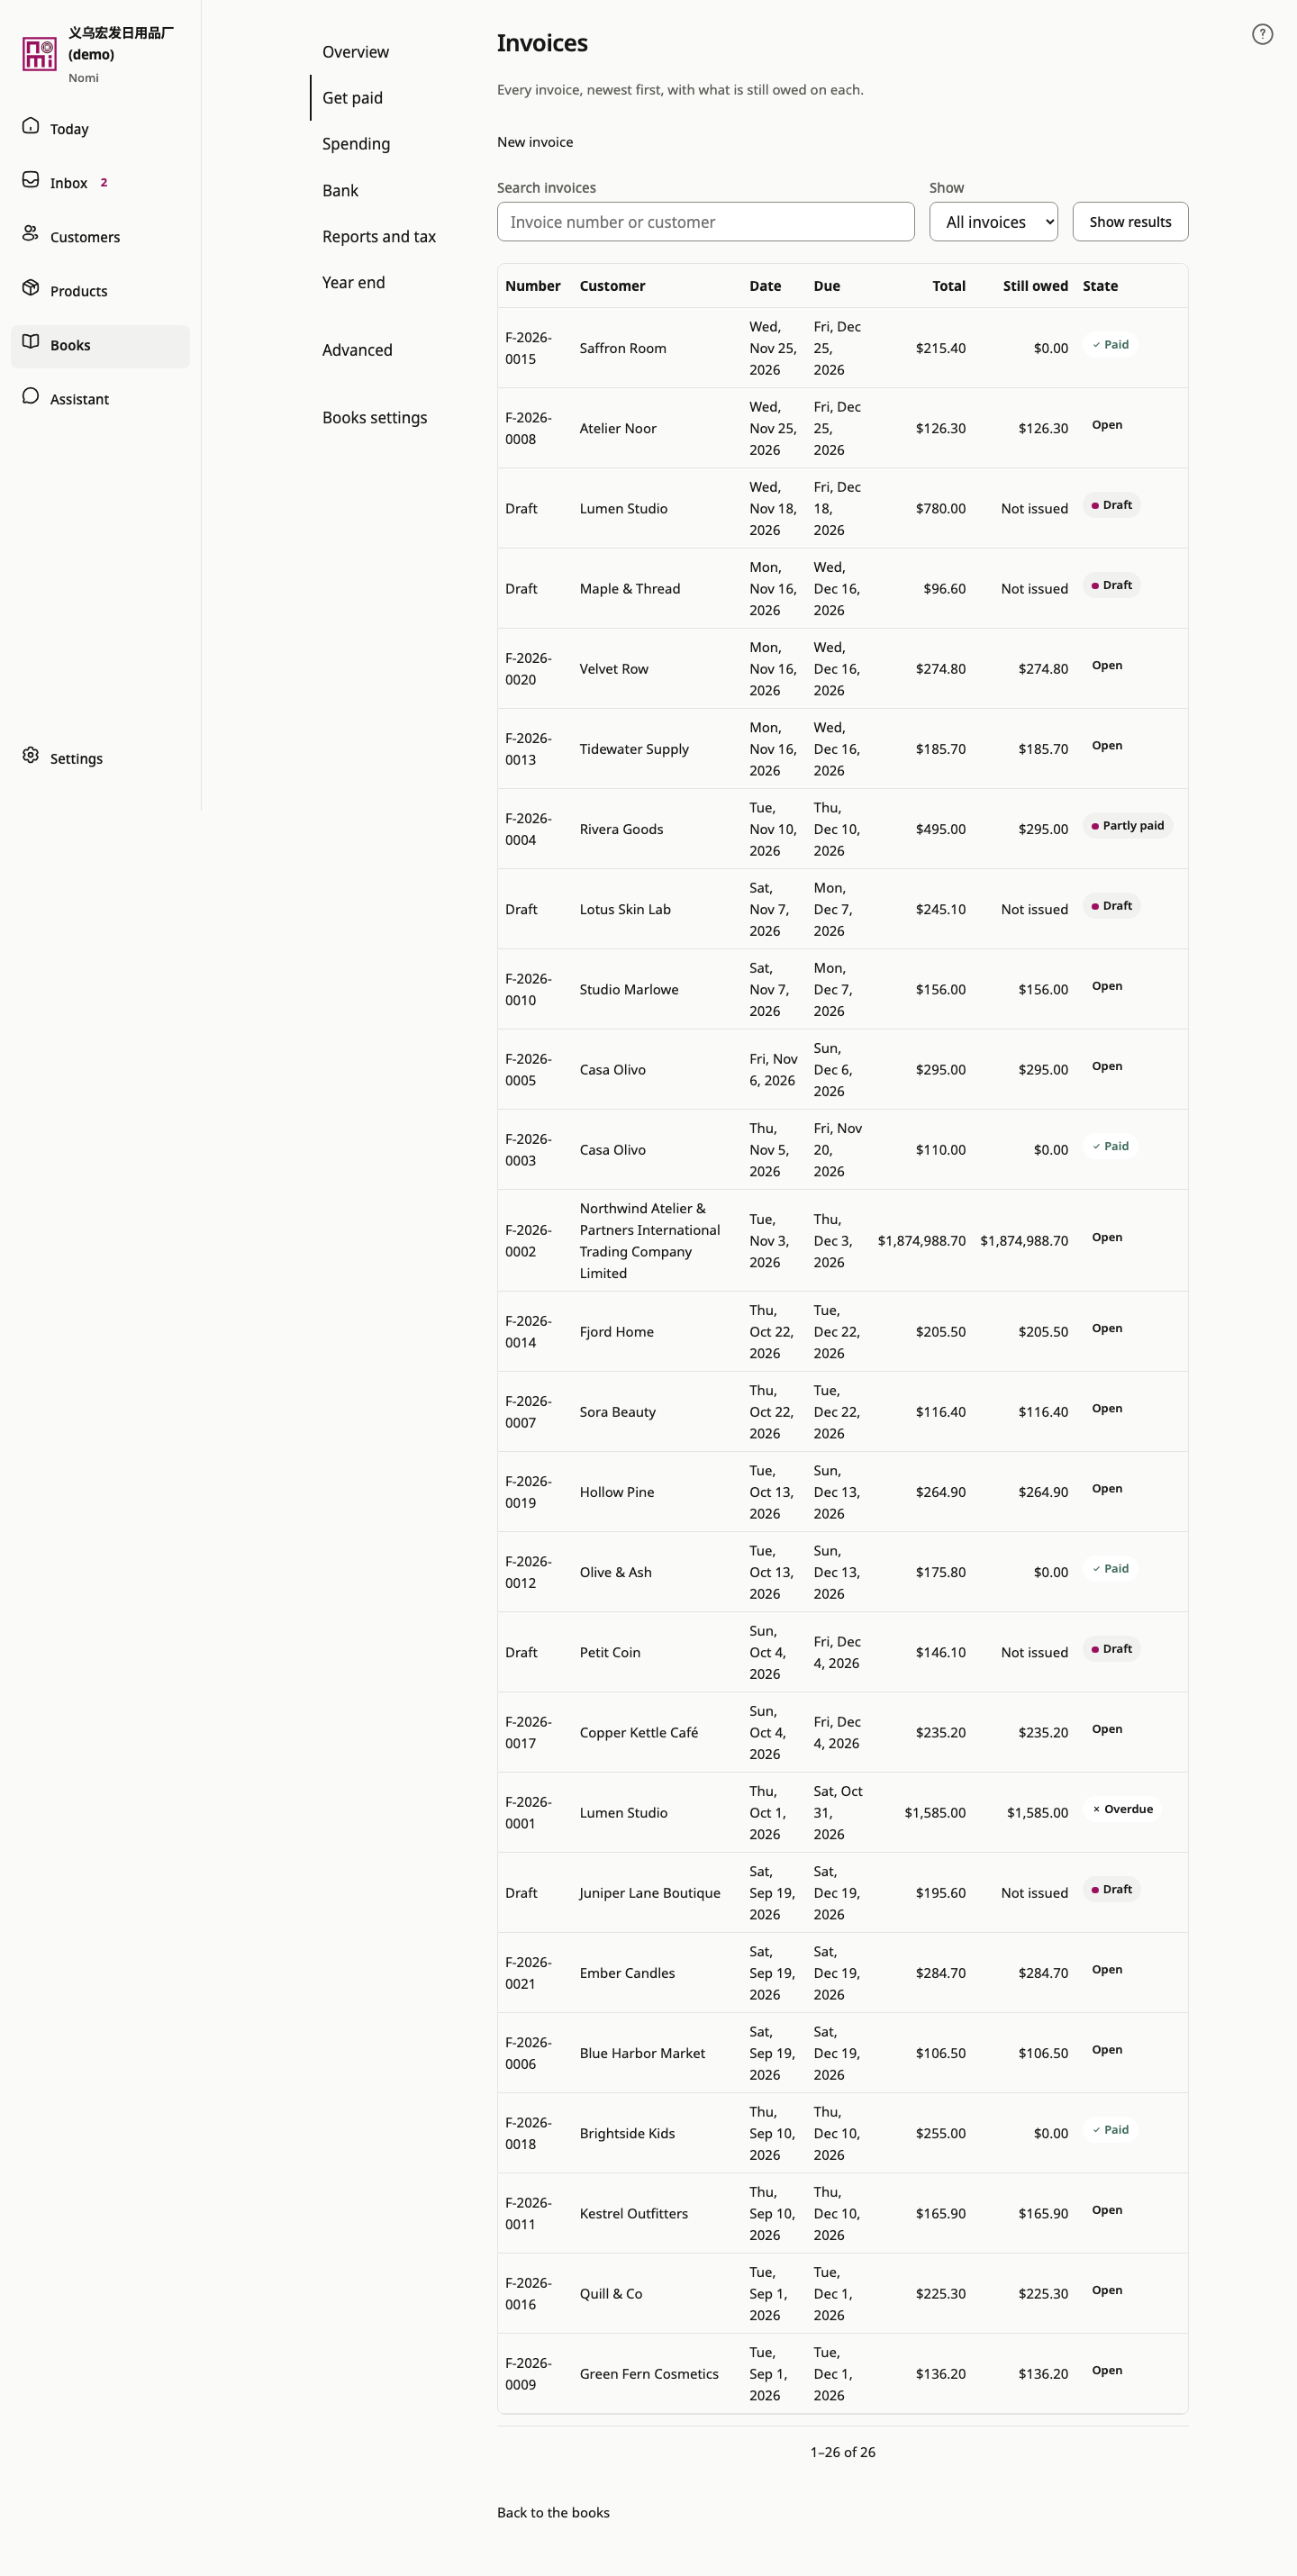 义乌宏发日用品厂
(demo)
Nomi
Today
Inbox 2
Customers
Products
Books
Assistant
Settings
Overview
Get paid
Spending
Bank
Reports and tax
Year end
Advanced
Books settings
Invoices
Every invoice, newest first, with what is still owed on each.
New invoice
Search invoices
Show
Invoice number or customer
All invoices
Show results
Number Customer Date Due Total Still owed State
F-2026-0015 Saffron Room Wed, Nov 25, 2026 Fri, Dec 25, 2026 $215.40 $0.00 Paid
F-2026-0008 Atelier Noor Wed, Nov 25, 2026 Fri, Dec 25, 2026 $126.30 $126.30 Open
Draft Lumen Studio Wed, Nov 18, 2026 Fri, Dec 18, 2026 $780.00 Not issued Draft
Draft Maple & Thread Mon, Nov 16, 2026 Wed, Dec 16, 2026 $96.60 Not issued Draft
F-2026-0020 Velvet Row Mon, Nov 16, 2026 Wed, Dec 16, 2026 $274.80 $274.80 Open
F-2026-0013 Tidewater Supply Mon, Nov 16, 2026 Wed, Dec 16, 2026 $185.70 $185.70 Open
F-2026-0004 Rivera Goods Tue, Nov 10, 2026 Thu, Dec 10, 2026 $495.00 $295.00 Partly paid
Draft Lotus Skin Lab Sat, Nov 7, 2026 Mon, Dec 7, 2026 $245.10 Not issued Draft
F-2026-0010 Studio Marlowe Sat, Nov 7, 2026 Mon, Dec 7, 2026 $156.00 $156.00 Open
F-2026-0005 Casa Olivo Fri, Nov 6, 2026 Sun, Dec 6, 2026 $295.00 $295.00 Open
F-2026-0003 Casa Olivo Thu, Nov 5, 2026 Fri, Nov 20, 2026 $110.00 $0.00 Paid
F-2026-0002 Northwind Atelier & Partners International Trading Company Limited Tue, Nov 3, 2026 Thu, Dec 3, 2026 $1,874,988.70 $1,874,988.70 Open
F-2026-0014 Fjord Home Thu, Oct 22, 2026 Tue, Dec 22, 2026 $205.50 $205.50 Open
F-2026-0007 Sora Beauty Thu, Oct 22, 2026 Tue, Dec 22, 2026 $116.40 $116.40 Open
F-2026-0019 Hollow Pine Tue, Oct 13, 2026 Sun, Dec 13, 2026 $264.90 $264.90 Open
F-2026-0012 Olive & Ash Tue, Oct 13, 2026 Sun, Dec 13, 2026 $175.80 $0.00 Paid
Draft Petit Coin Sun, Oct 4, 2026 Fri, Dec 4, 2026 $146.10 Not issued Draft
F-2026-0017 Copper Kettle Café Sun, Oct 4, 2026 Fri, Dec 4, 2026 $235.20 $235.20 Open
F-2026-0001 Lumen Studio Thu, Oct 1, 2026 Sat, Oct 31, 2026 $1,585.00 $1,585.00 Overdue
Draft Juniper Lane Boutique Sat, Sep 19, 2026 Sat, Dec 19, 2026 $195.60 Not issued Draft
F-2026-0021 Ember Candles Sat, Sep 19, 2026 Sat, Dec 19, 2026 $284.70 $284.70 Open
F-2026-0006 Blue Harbor Market Sat, Sep 19, 2026 Sat, Dec 19, 2026 $106.50 $106.50 Open
F-2026-0018 Brightside Kids Thu, Sep 10, 2026 Thu, Dec 10, 2026 $255.00 $0.00 Paid
F-2026-0011 Kestrel Outfitters Thu, Sep 10, 2026 Thu, Dec 10, 2026 $165.90 $165.90 Open
F-2026-0016 Quill & Co Tue, Sep 1, 2026 Tue, Dec 1, 2026 $225.30 $225.30 Open
F-2026-0009 Green Fern Cosmetics Tue, Sep 1, 2026 Tue, Dec 1, 2026 $136.20 $136.20 Open
1–26 of 26
Back to the books